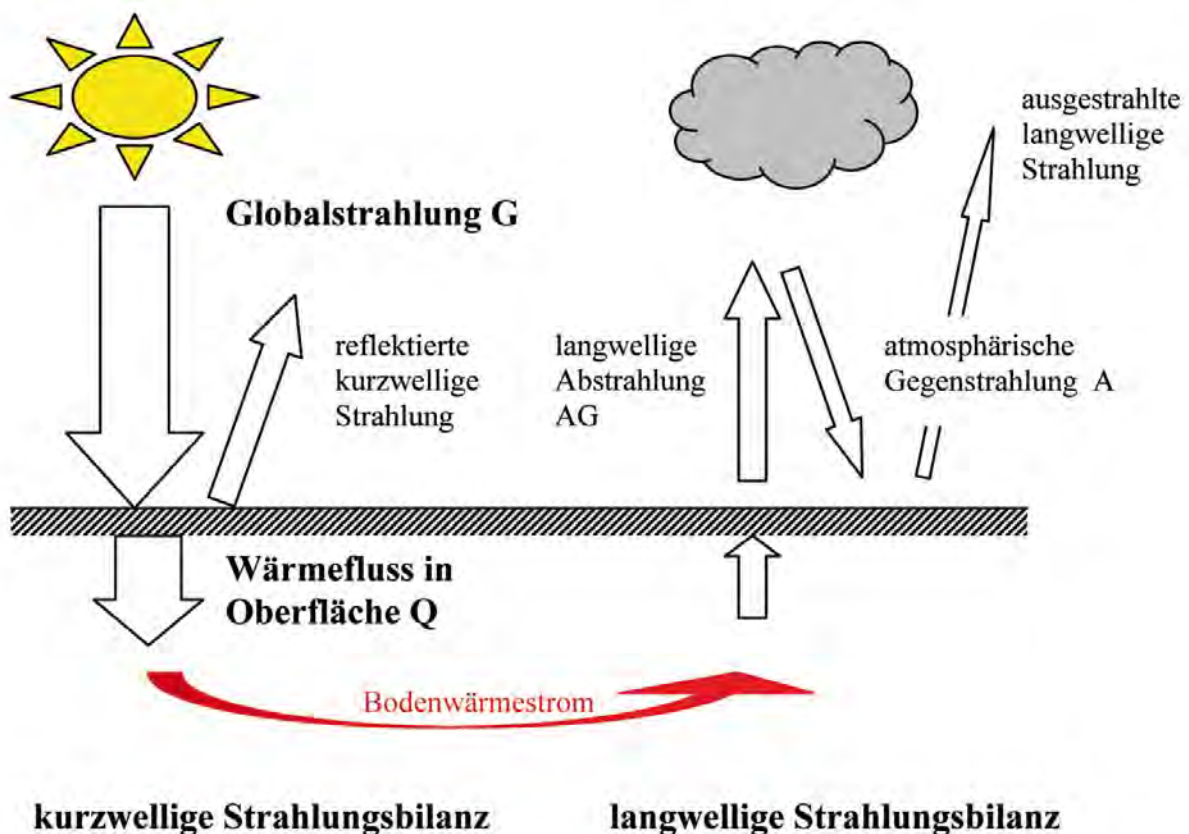 ausgestrahlte
langwellige
Strahlung
Globalstrahlung G
reflektierte
kurzwellige
Strahlung
langwellige
Abstrahlung
AG
atmosphärische
Gegenstrahlung A
Wärmefluss in
Oberfläche Q
Bodenwärmestrom
kurzwellige Strahlungsbilanz
langwellige Strahlungsbilanz